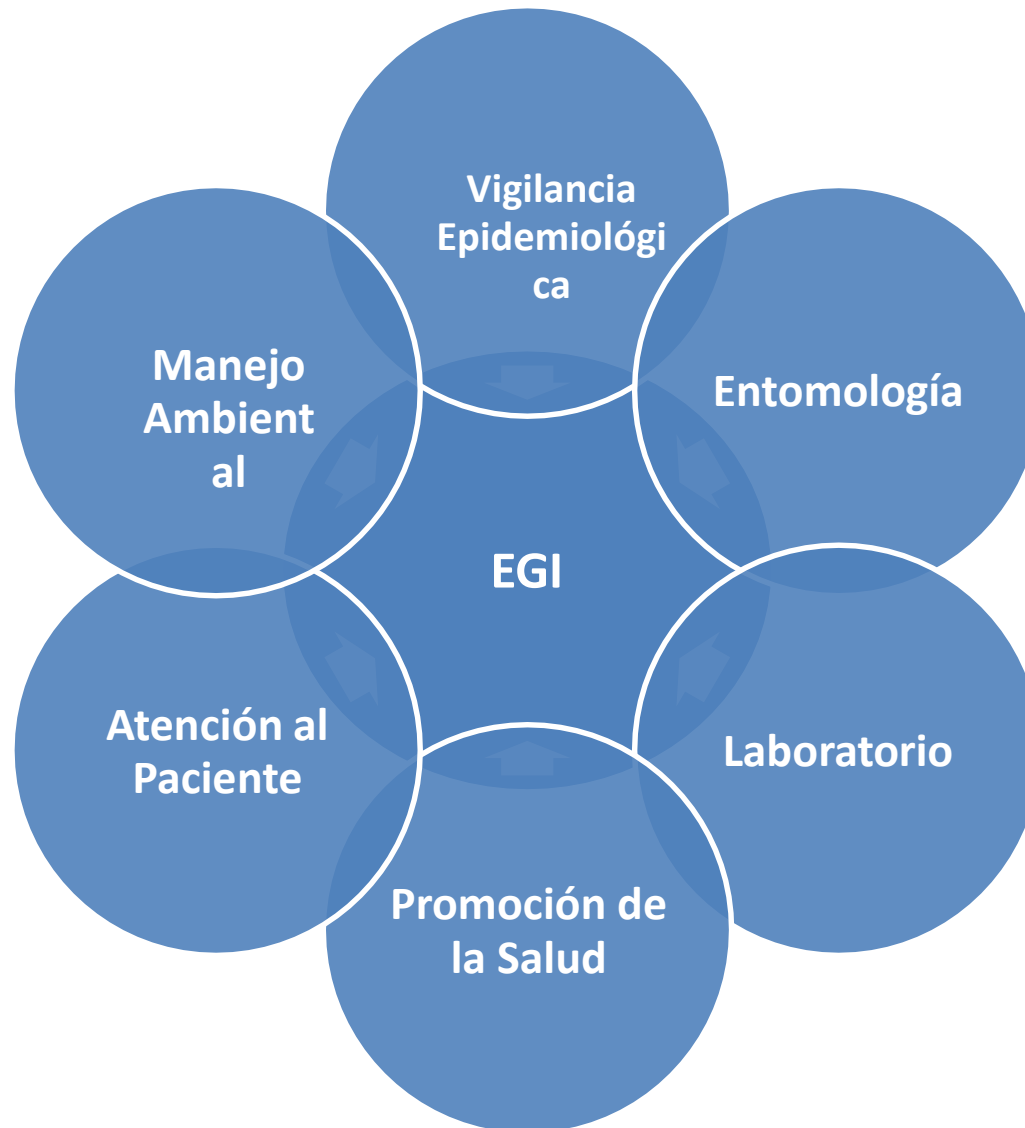 Vigilancia
Epidemiológi
ca
Entomología
Laboratorio
Promoción de
la Salud
Atención al
Paciente
Manejo
Ambient
al
EGI